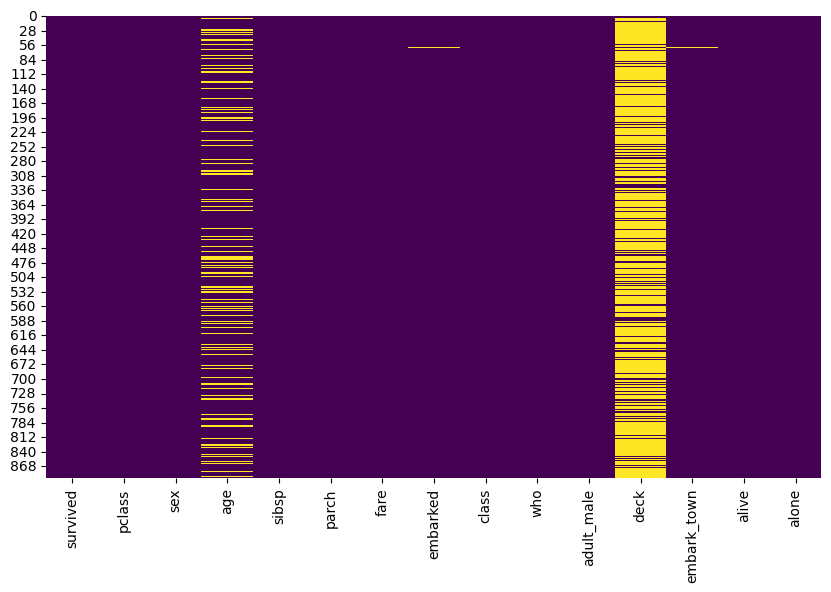 0
28
56
84
112
140
168
196
224
252
280
308
336
364
392
420
448
476
504
532
560
588
616
644
672
700
728
756
784
812
840
868
survived
pclass
sex
age
sibsp
parch
fare
embarked
class
who
adult_male
deck
embark_town
alive
alone